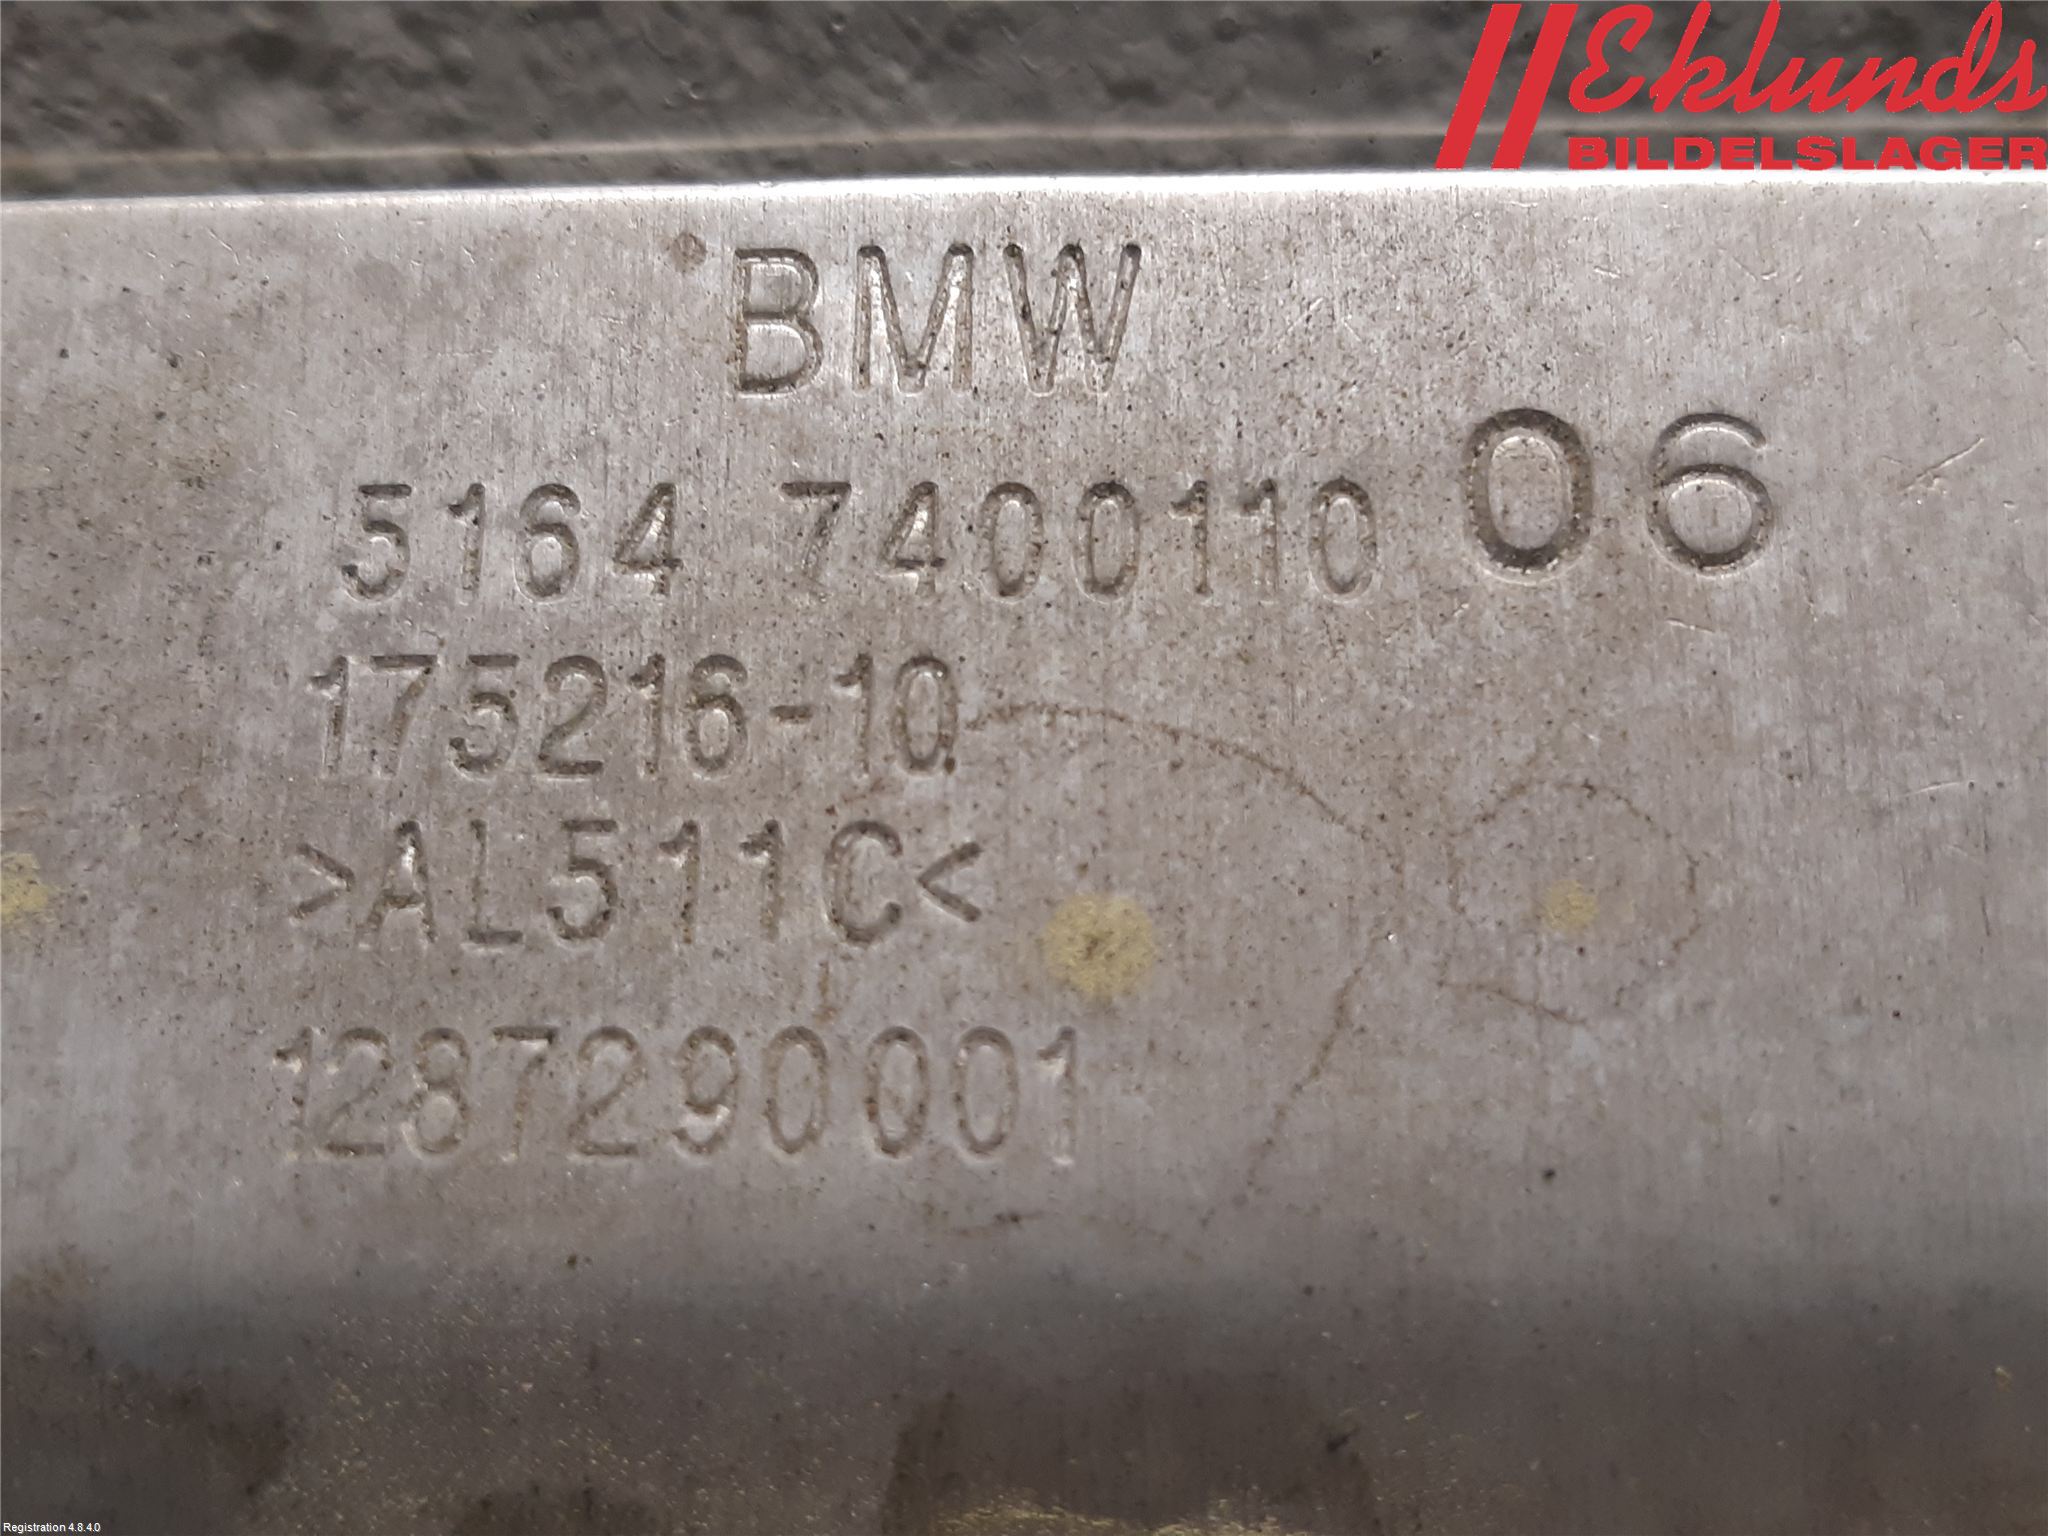 Eklunds
BILDELSLAGER
BMW
5164 7400110 06
175216-10
>AL511C<
1287290001
Registration 4.8.4.0